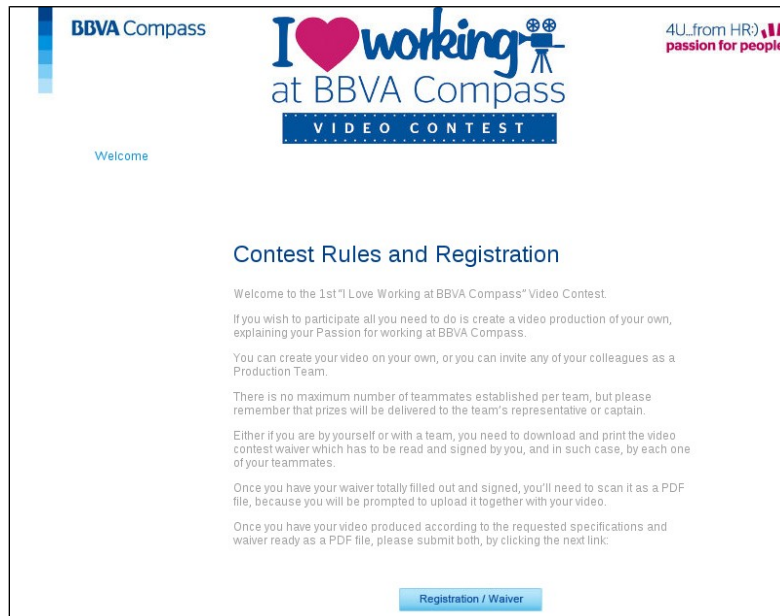 BBVA Compass
I working
at BBVA Compass
VIDEO CONTEST
4U_from HR:)
passion for people
Welcome
Contest Rules and Registration
Welcome to the 1st "I Love Working at BBVA Compass" Video Contest.
If you wish to participate all you need to do is create a video production of your own,
explaining your Passion for working at BBVA Compass.
You can create your video on your own, or you can invite any of your colleagues as a
Production Team.
There is no maximum number of teammates established per team, but please
remember that prizes will be delivered to the team's representative or captain.
Either if you are by yourself or with a team, you need to download and print the video
contest waiver which has to be read and signed by you, and in such case, by each one
of your teammates.
Once you have your waiver totally filled out and signed, you'll need to scan it as a PDF
file, because you will be prompted to upload it together with your video.
Once you have your video produced according to the requested specifications and
waiver ready as a PDF file, please submit both, by clicking the next link:
Registration / Waiver